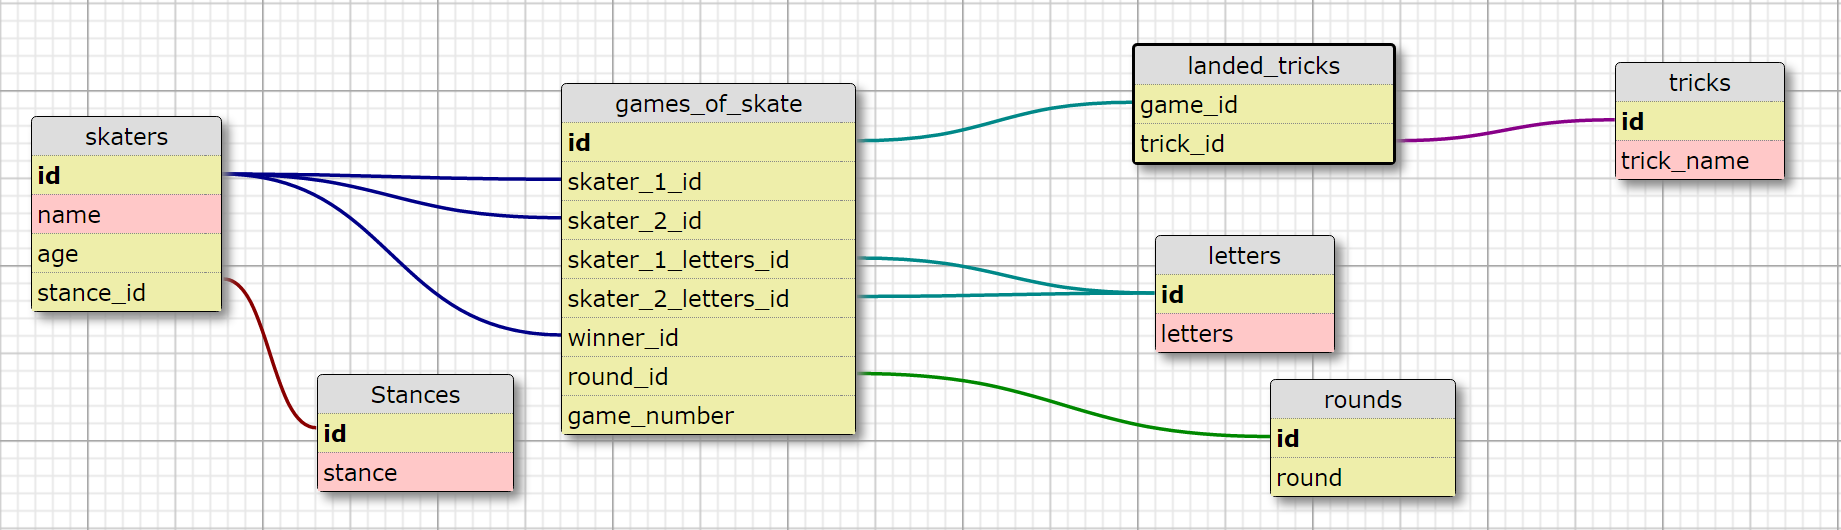 skaters
id
name
age
stance_id
Stances
id
stance
games_of_skate
id
skater_1_id
skater_2_id
skater_1_letters_id
skater_2_letters_id
winner_id
round_id
game_number
landed_tricks
game_id
trick_id
letters
id
letters
rounds
id
round
tricks
id
trick_name